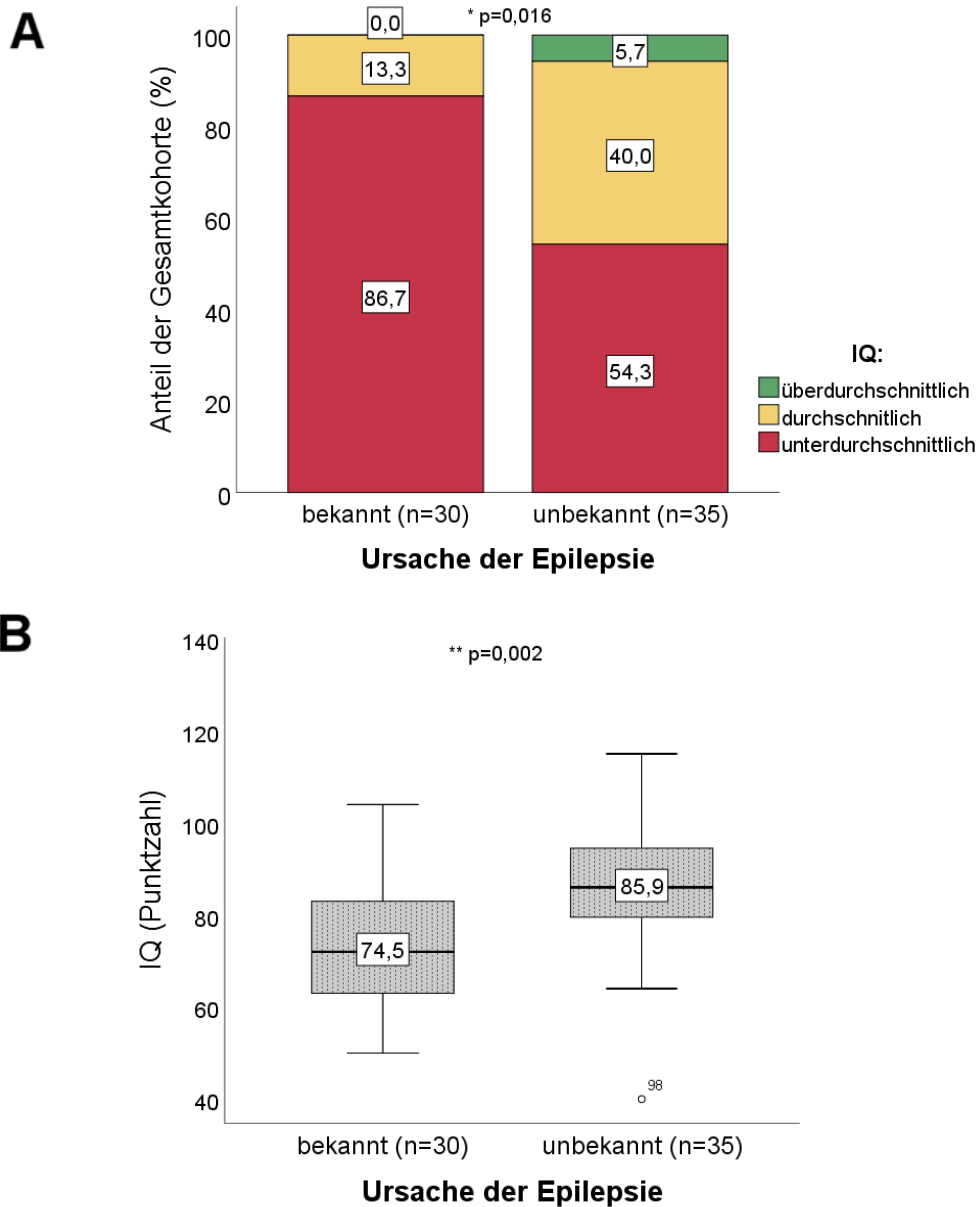 A
* p=0,016
Anteil der Gesamtkohorte (%)
100
80
60
40
20
0
0,0
13,3
86,7
5,7
40,0
54,3
IQ:
überdurchschnittlich
durchschnitlich
unterdurchschnittlich
bekannt (n=30)
unbekannt (n=35)
Ursache der Epilepsie
B
** p=0,002
IQ (Punktzahl)
140
120
100
80
60
40
74,5
85,9
98
bekannt (n=30)
unbekannt (n=35)
Ursache der Epilepsie